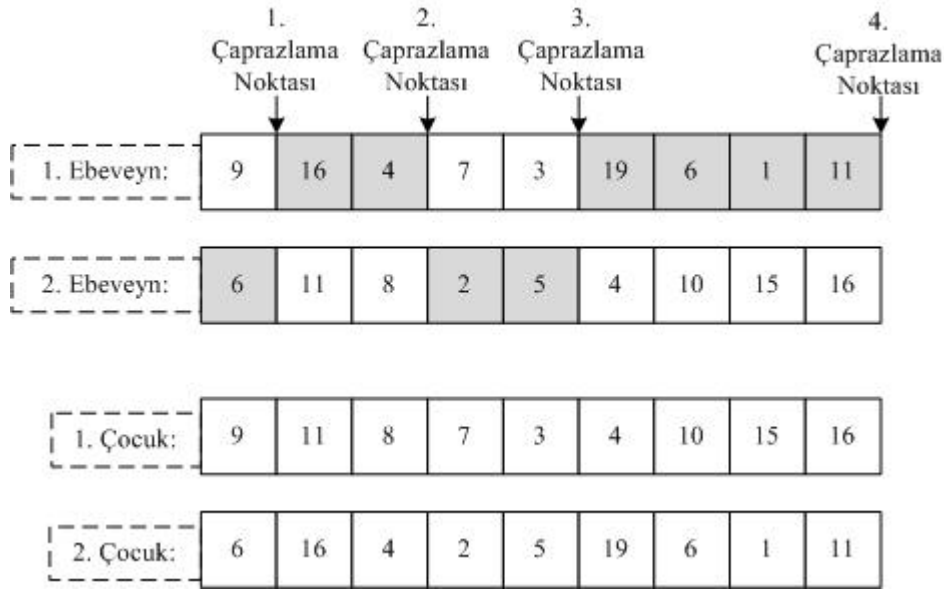 1.
Çaprazlama
Noktası
2.
Çaprazlama
Noktası
3.
Çaprazlama
Noktası
4.
Çaprazlama
Noktası
1. Ebeveyn: 9 16 4 7 3 19 6 1 11
2. Ebeveyn: 6 11 8 2 5 4 10 15 16
1. Çocuk: 9 11 8 7 3 4 10 15 16
2. Çocuk: 6 16 4 2 5 19 6 1 11